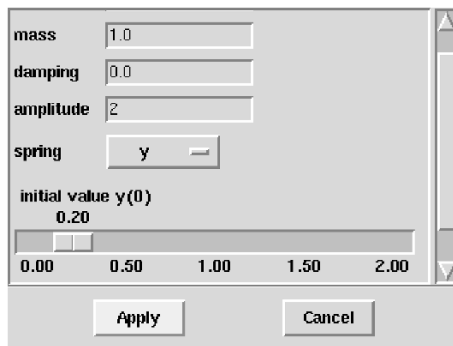 mass 1.0
damping 0.0
amplitude 2
spring y
initial value y(0)
0.20
0.00 0.50 1.00 1.50 2.00
Apply Cancel